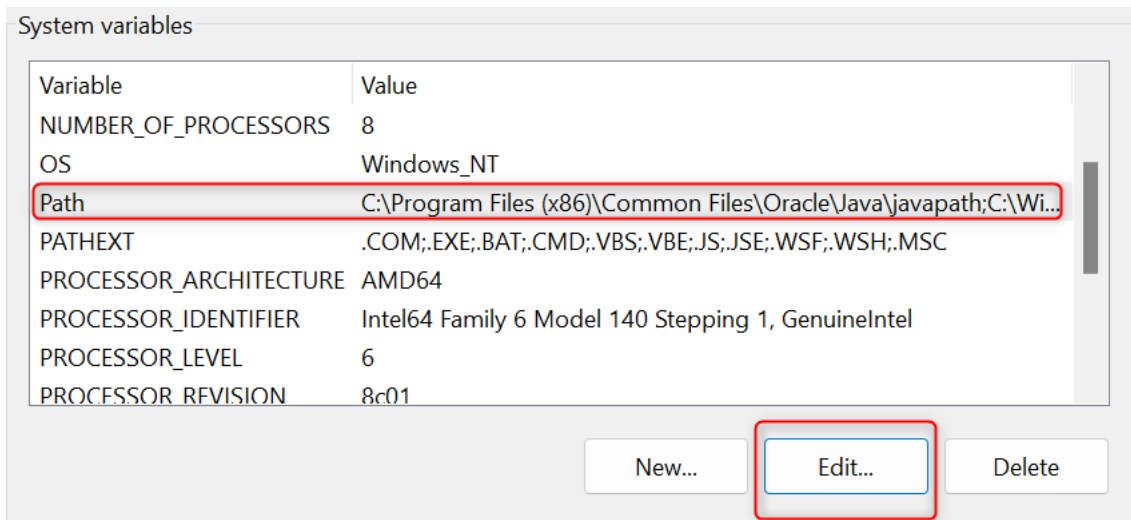 System variables
Variable Value
NUMBER_OF_PROCESSORS 8
OS Windows_NT
Path C:\Program Files (x86)\Common Files\Oracle\Java\javapath;C:\Wi...
PATHEXT .COM;.EXE;.BAT;.CMD;.VBS;.VBE;.JS;.JSE;.WSF;.WSH;.MSC
PROCESSOR_ARCHITECTURE AMD64
PROCESSOR_IDENTIFIER Intel64 Family 6 Model 140 Stepping 1, GenuineIntel
PROCESSOR_LEVEL 6
PROCESSOR_REVISION 8c01
New... Edit... Delete